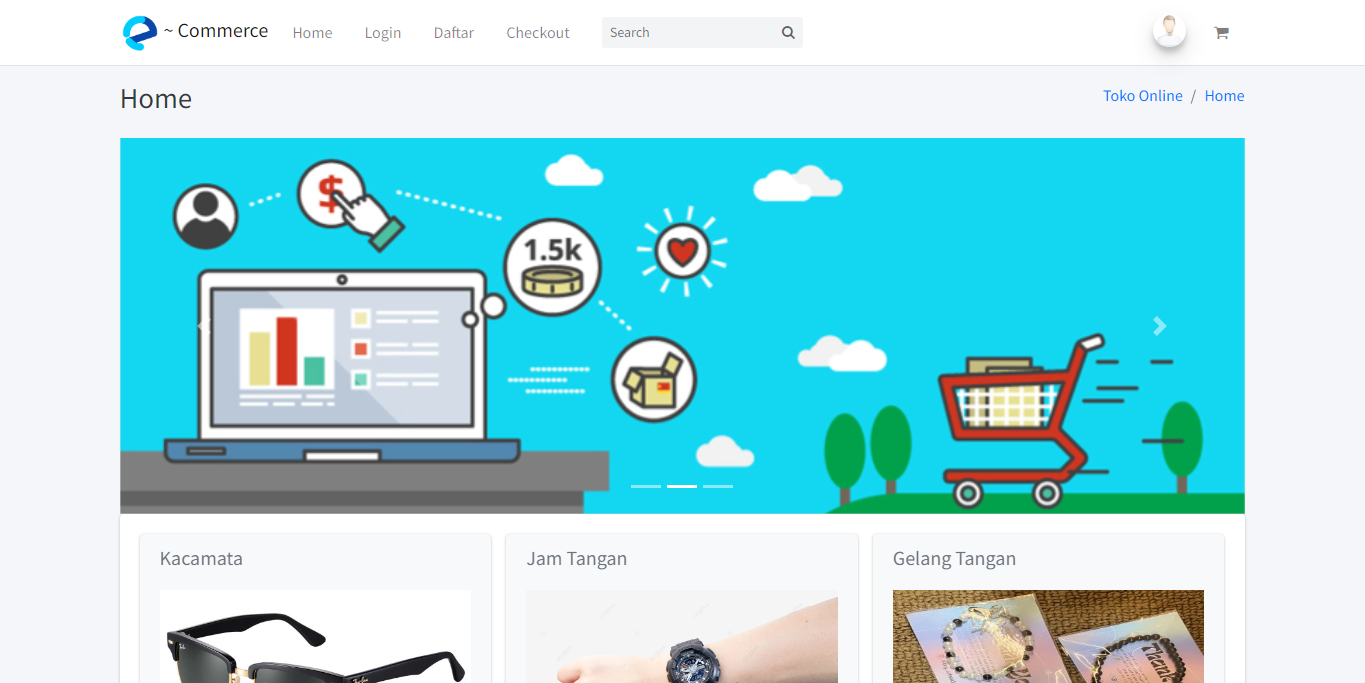 ~ Commerce Home Login Daftar Checkout Search
Home
Toko Online / Home
$
1.5k
Kacamata
Jam Tangan
Gelang Tangan